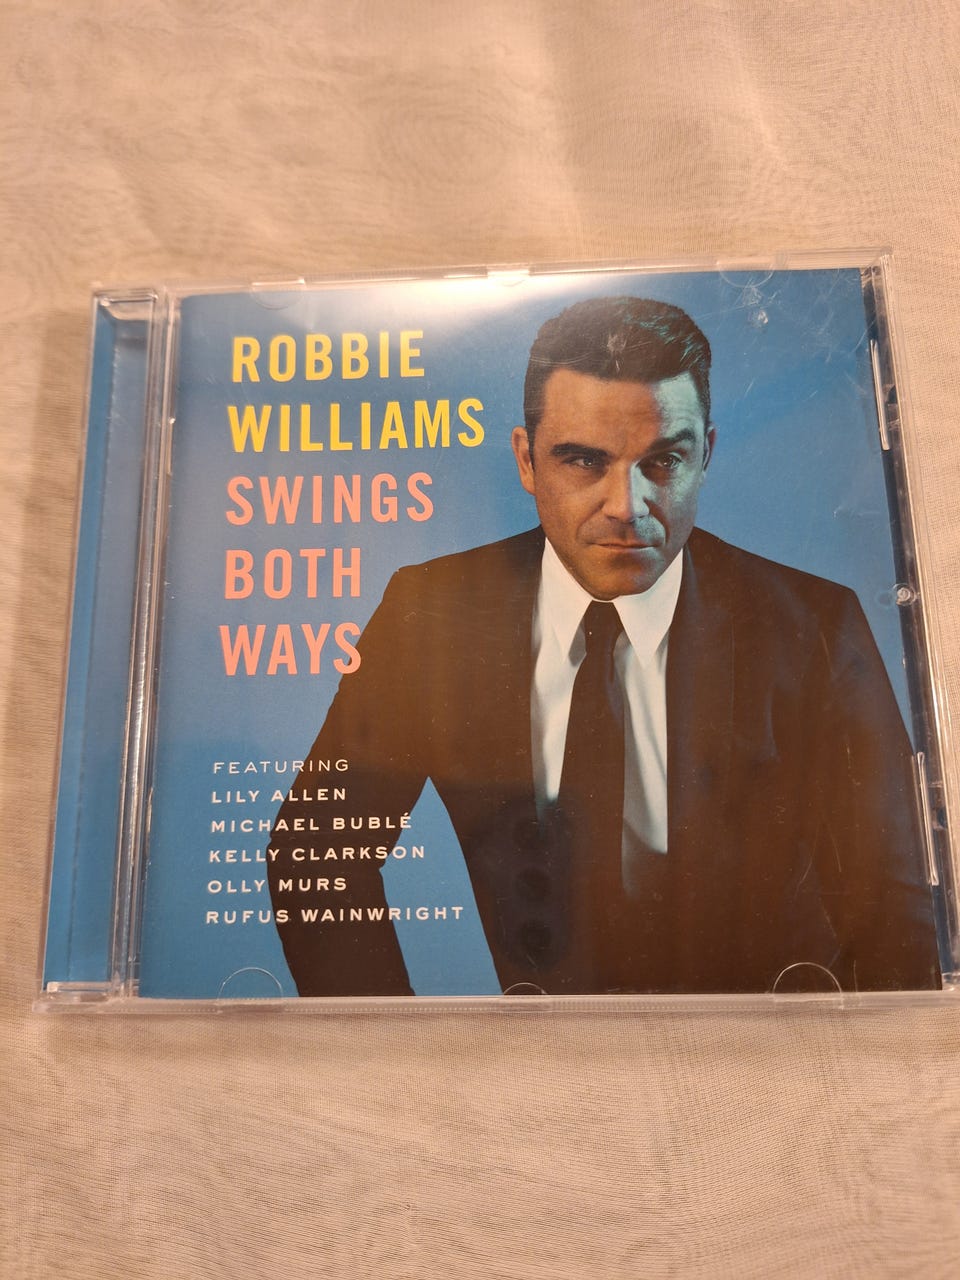 ROBBIE
WILLIAMS
SWINGS
BOTH
WAYS
FEATURING
LILY ALLEN
MICHAEL BUBLÉ
KELLY CLARKSON
OLLY MURS
RUFUS WAINWRIGHT